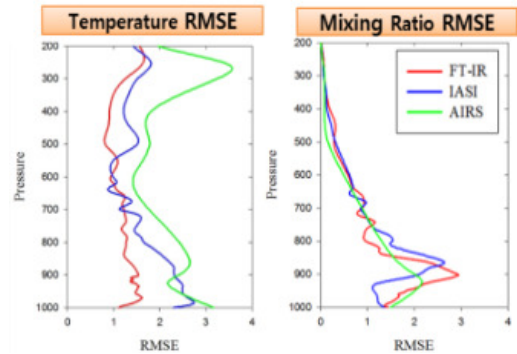 Temperature RMSE
Mixing Ratio RMSE
200
300
400
500
600
700
800
900
1000
Pressure
0 1 2 3 4
RMSE
200
300
400
500
600
700
800
900
1000
Pressure
0 1 2 3 4
RMSE
FT-IR
IASI
AIRS